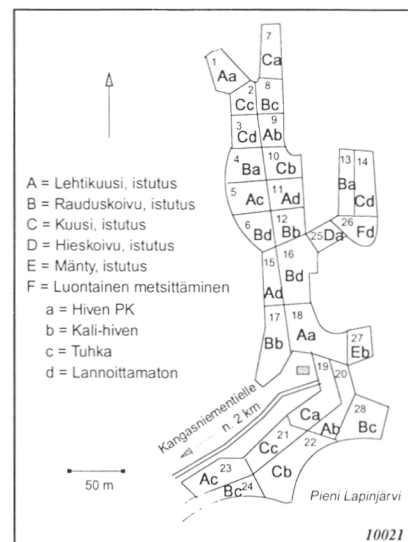 7
Ca
1
Aa
2
Cc
8
Bc
3
Cd
9
Ab
4
Ba
10
Cb
13
Ba
14
Cd
5
Ac
11
Ad
6
Bd
12
Bb
25
Da
26
Fd
15
Ad
16
Bd
17
Bb
18
Aa
27
Eb
19
20
Ca
Ab
28
Bc
21
Cc
22
Cb
23
Ac
24
Bc
A = Lehtikuusi, istutus
B = Rauduskoivu, istutus
C = Kuusi, istutus
D = Hieskoivu, istutus
E = Mänty, istutus
F = Luontainen metsittäminen
a = Hiven PK
b = Kali-hiven
c = Tuhka
d = Lannoittamaton
Kangasniementielle
n. 2 km
50 m
Pieni Lapinjärvi
10021